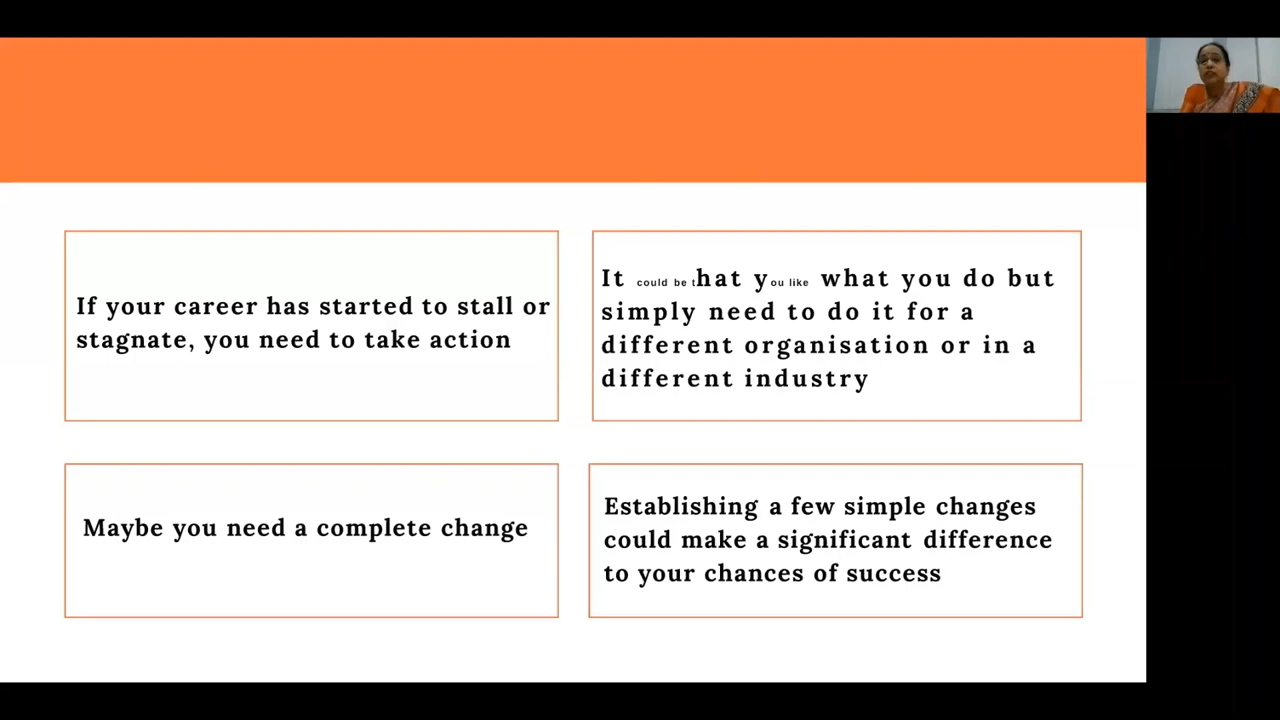 If your career has started to stall or
stagnate, you need to take action
It could be that you like what you do but
simply need to do it for a
different organisation or in a
different industry
Maybe you need a complete change
Establishing a few simple changes
could make a significant difference
to your chances of success